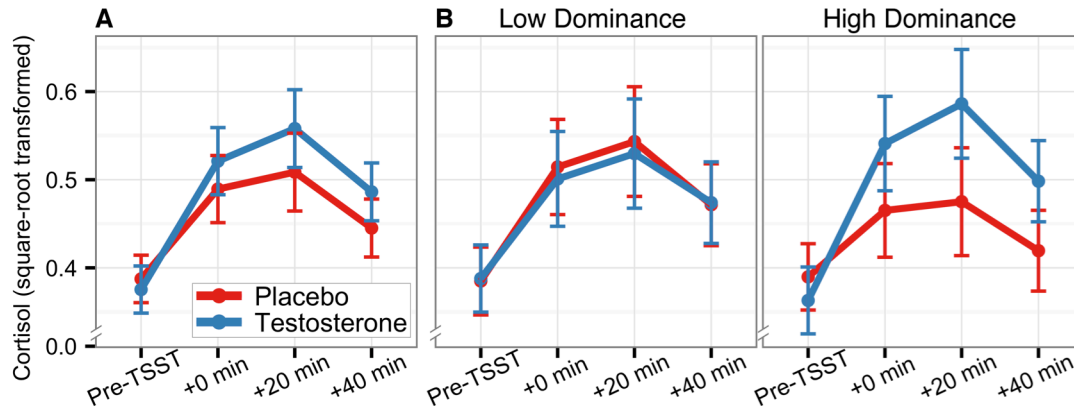 A
B
Low Dominance
High Dominance
Cortisol (square-root transformed)
0.6
0.5
0.4
0.0
Placebo
Testosterone
Pre-TSST
+0 min
+20 min
+40 min
Pre-TSST
+0 min
+20 min
+40 min
Pre-TSST
+0 min
+20 min
+40 min